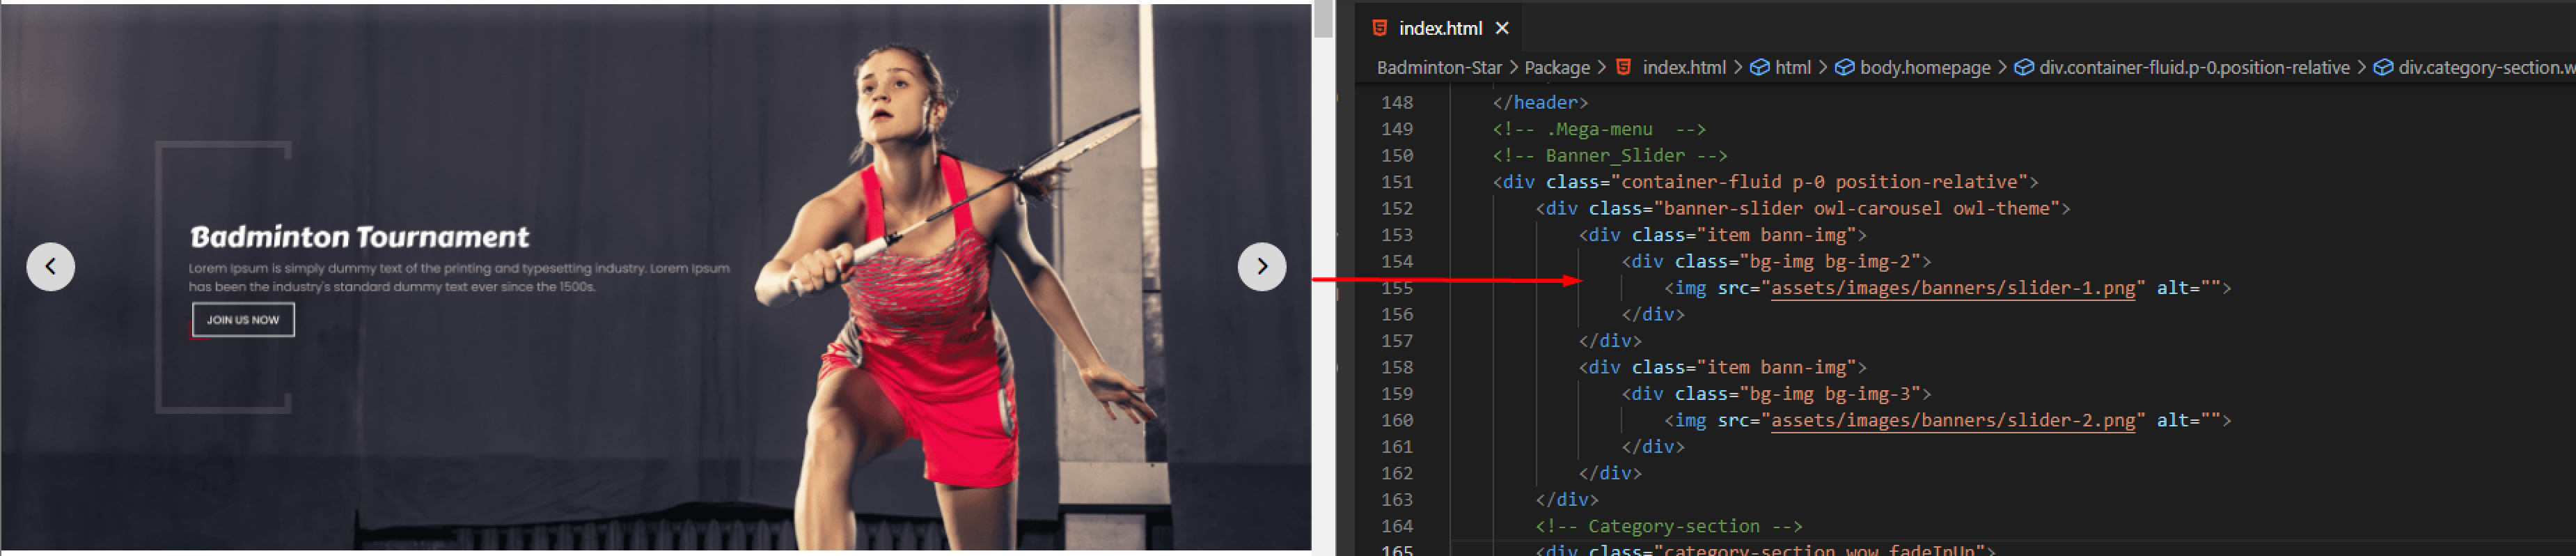 Badminton Tournament
Lorem Ipsum is simply dummy text of the printing and typesetting industry. Lorem Ipsum
has been the industry's standard dummy text ever since the 1500s.
JOIN US NOW
index.html
Badminton-Star > Package > index.html > html > body.homepage > div.container-fluid.p-0.position-relative > div.category-section.w
148 </header>
149 <!-- .Mega-menu  -->
150 <!-- Banner_Slider -->
151 <div class="container-fluid p-0 position-relative">
152 <div class="banner-slider owl-carousel owl-theme">
153 <div class="item bann-img">
154 <div class="bg-img bg-img-2">
155 <img src="assets/images/banners/slider-1.png" alt="">
156 </div>
157 </div>
158 <div class="item bann-img">
159 <div class="bg-img bg-img-3">
160 <img src="assets/images/banners/slider-2.png" alt="">
161 </div>
162 </div>
163 </div>
164 <!-- Category-section -->
165 <div class="category-section wow fadeInUp">